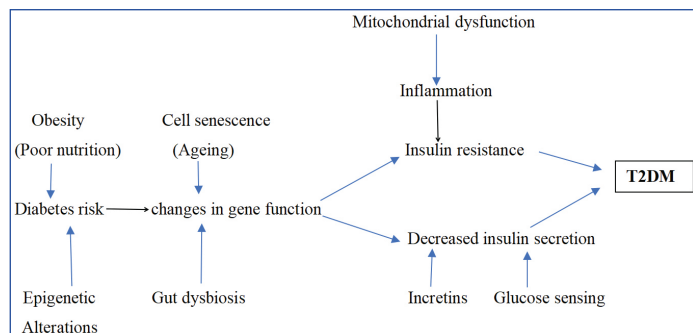 Mitochondrial dysfunction
Inflammation
Obesity
(Poor nutrition)
Cell senescence
(Ageing)
Insulin resistance
T2DM
Diabetes risk
changes in gene function
Decreased insulin secretion
Epigenetic
Alterations
Gut dysbiosis
Incretins
Glucose sensing